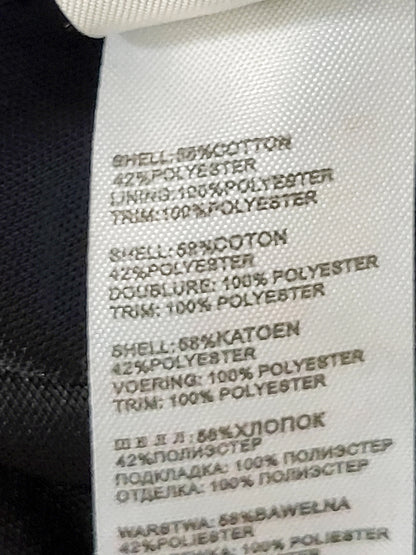 SHELL:58%COTTON
42%POLYESTER
LINING:100%POLYESTER
TRIM:100%POLYESTER
SHELL:58%COTON
42%POLYESTER
DOUBLURE: 100% POLYESTER
TRIM: 100% POLYESTER
SHELL:58%KATOEN
42%POLYESTER
VOERING: 100% POLYESTER
TRIM: 100% POLYESTER
ШЕЛЛ:58%ХЛОПОК
42%ПОЛИЭСТЕР
ПОДКЛАДКА: 100% ПОЛИЭСТЕР
ОТДЕЛКА: 100% ПОЛИЭСТЕР
WARSTWA: 58%BAWEŁNA
42%POLIESTER
100% POLIESTER